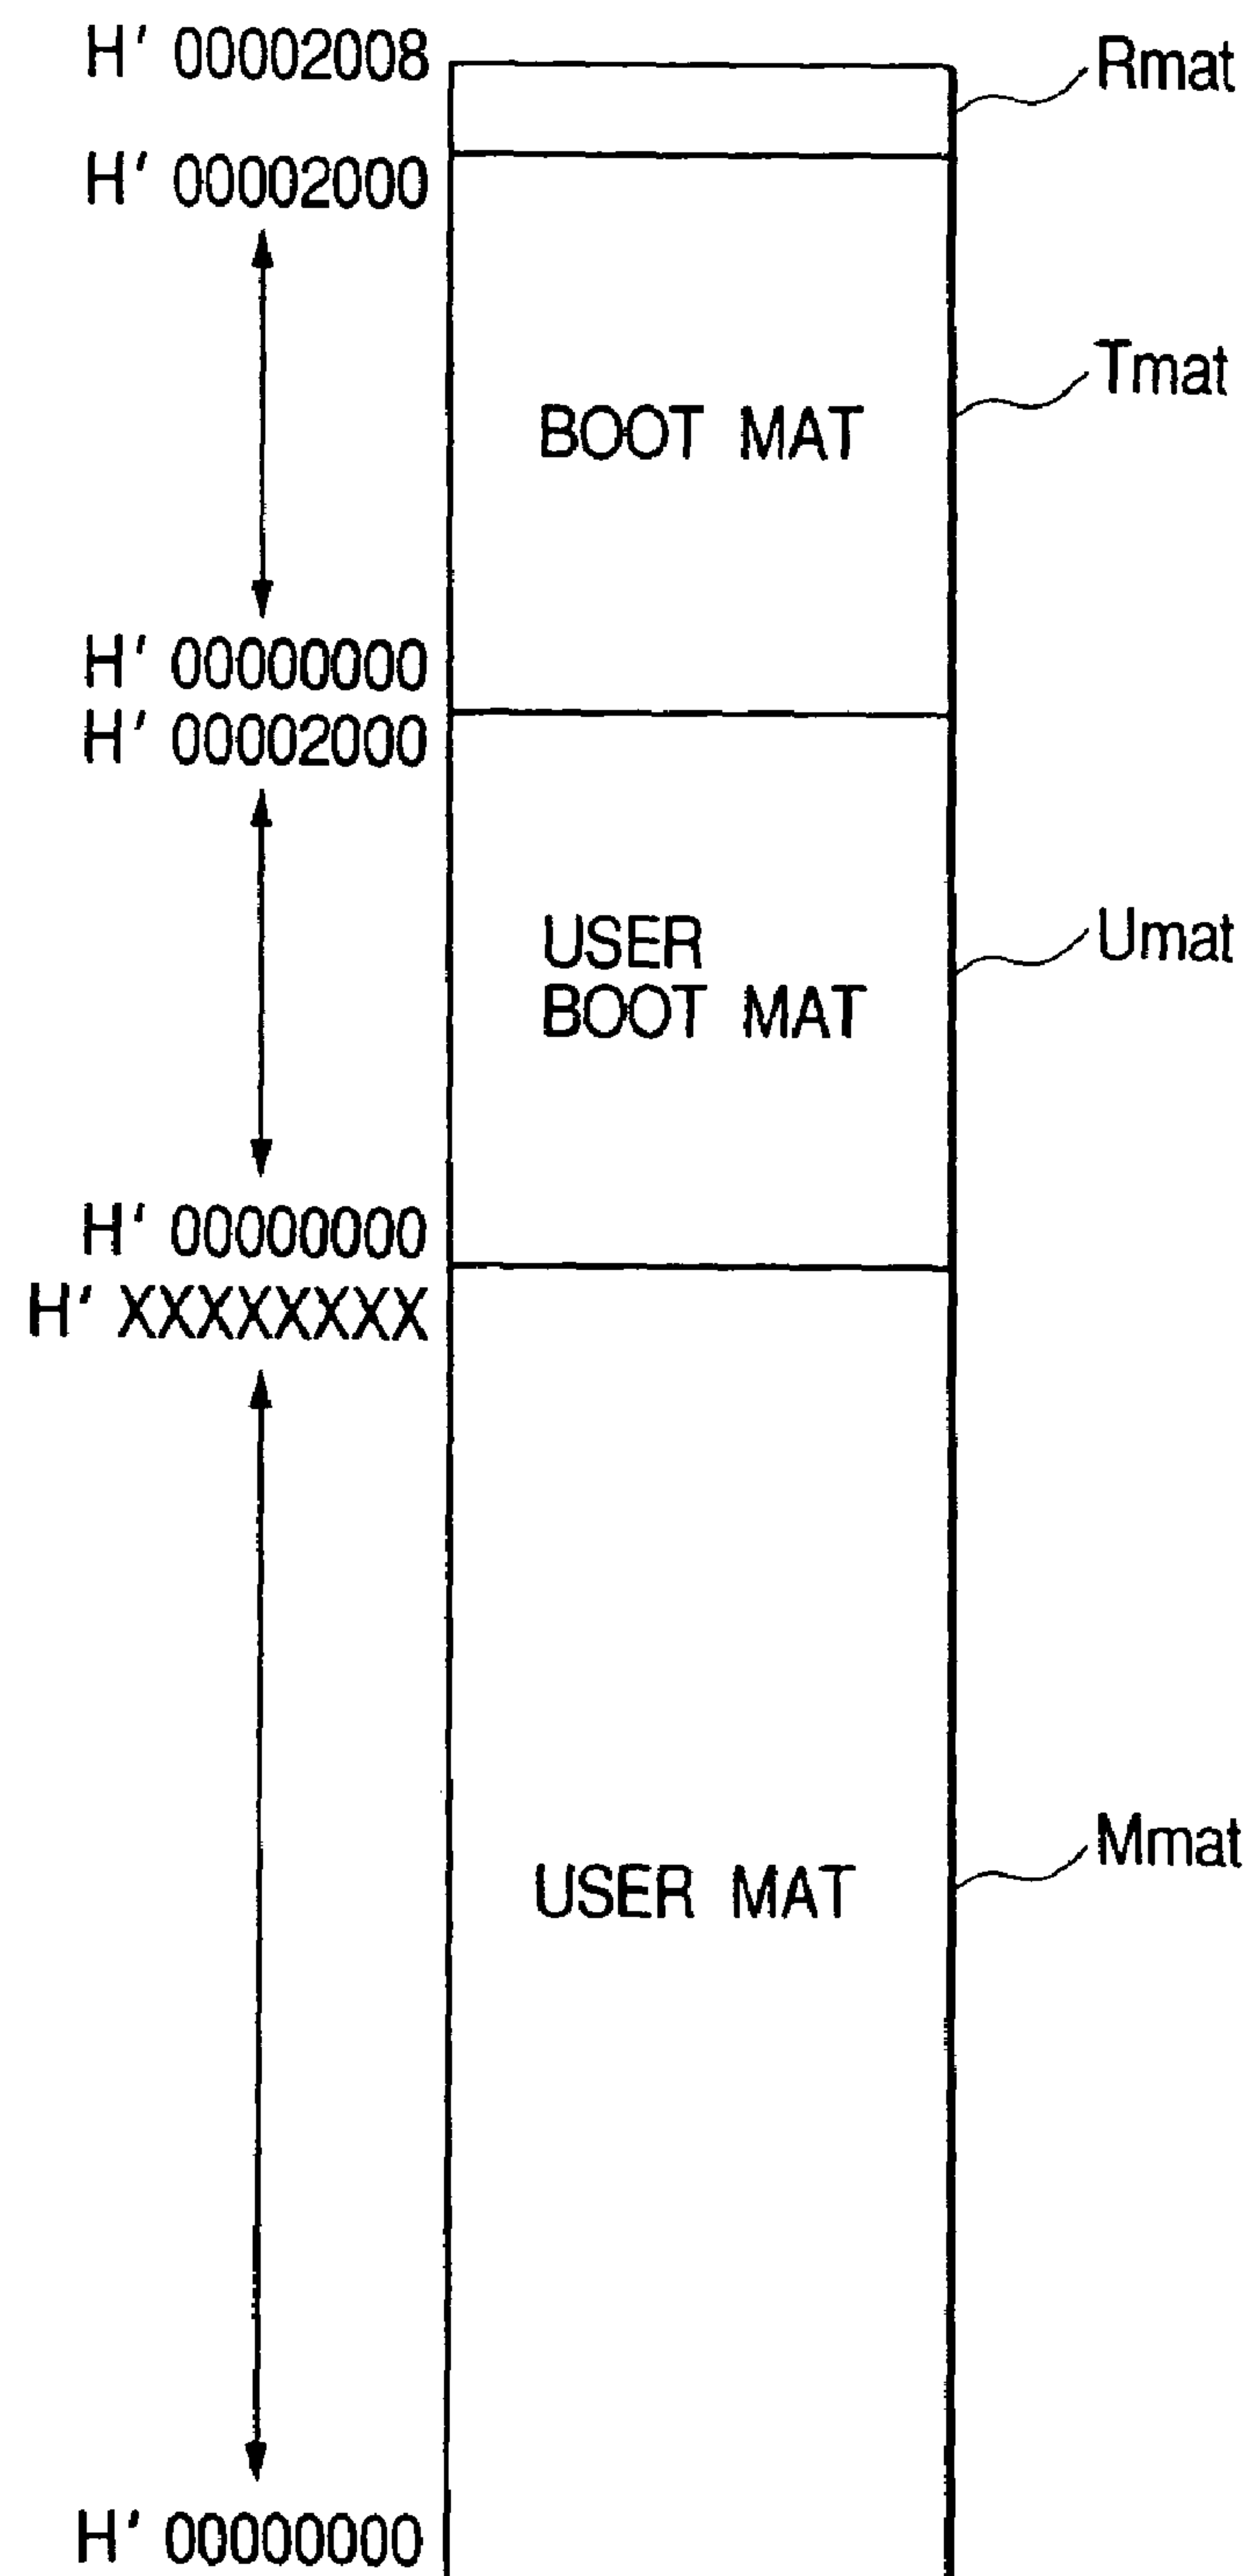 H' 00002008
Rmat
H' 00002000
Tmat
BOOT MAT
H' 00000000
H' 00002000
USER
BOOT MAT
Umat
H' 00000000
H' XXXXXXXX
USER MAT
Mmat
H' 00000000